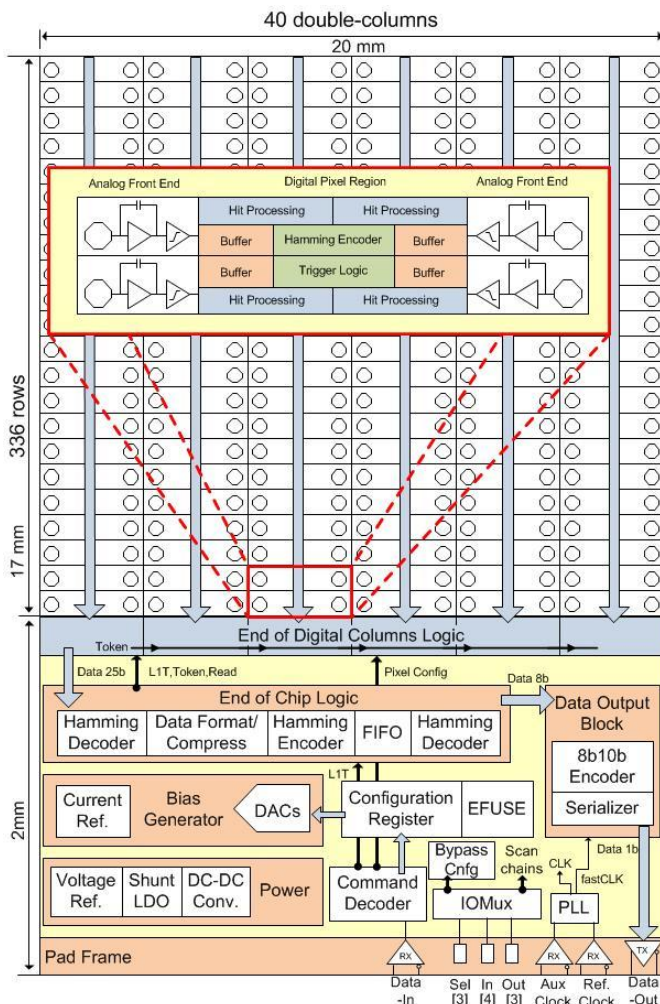 40 double-columns
20 mm
336 rows
17 mm
Analog Front End
Digital Pixel Region
Analog Front End
Hit Processing
Hit Processing
Buffer
Hamming Encoder
Buffer
Buffer
Trigger Logic
Buffer
Hit Processing
Hit Processing
2mm
End of Digital Columns Logic
Token
Data 25b
L1T,Token,Read
Pixel Config
Data 8b
End of Chip Logic
Hamming
Decoder
Data Format/
Compress
Hamming
Encoder
FIFO
Hamming
Decoder
Data Output
Block
8b10b
Encoder
Serializer
L1T
Current
Ref.
Bias
Generator
DACs
Configuration
Register
EFUSE
Data 1b
CLK
fastCLK
Bypass
Cnfg
Scan
chains
Voltage
Ref.
Shunt
LDO
DC-DC
Conv.
Power
Command
Decoder
IOMux
PLL
Pad Frame
RX
RX
RX
TX
Data
-In
Sel
[3]
In
[4]
Out
[3]
Aux
Clock
Ref.
Clock
Data
-Out